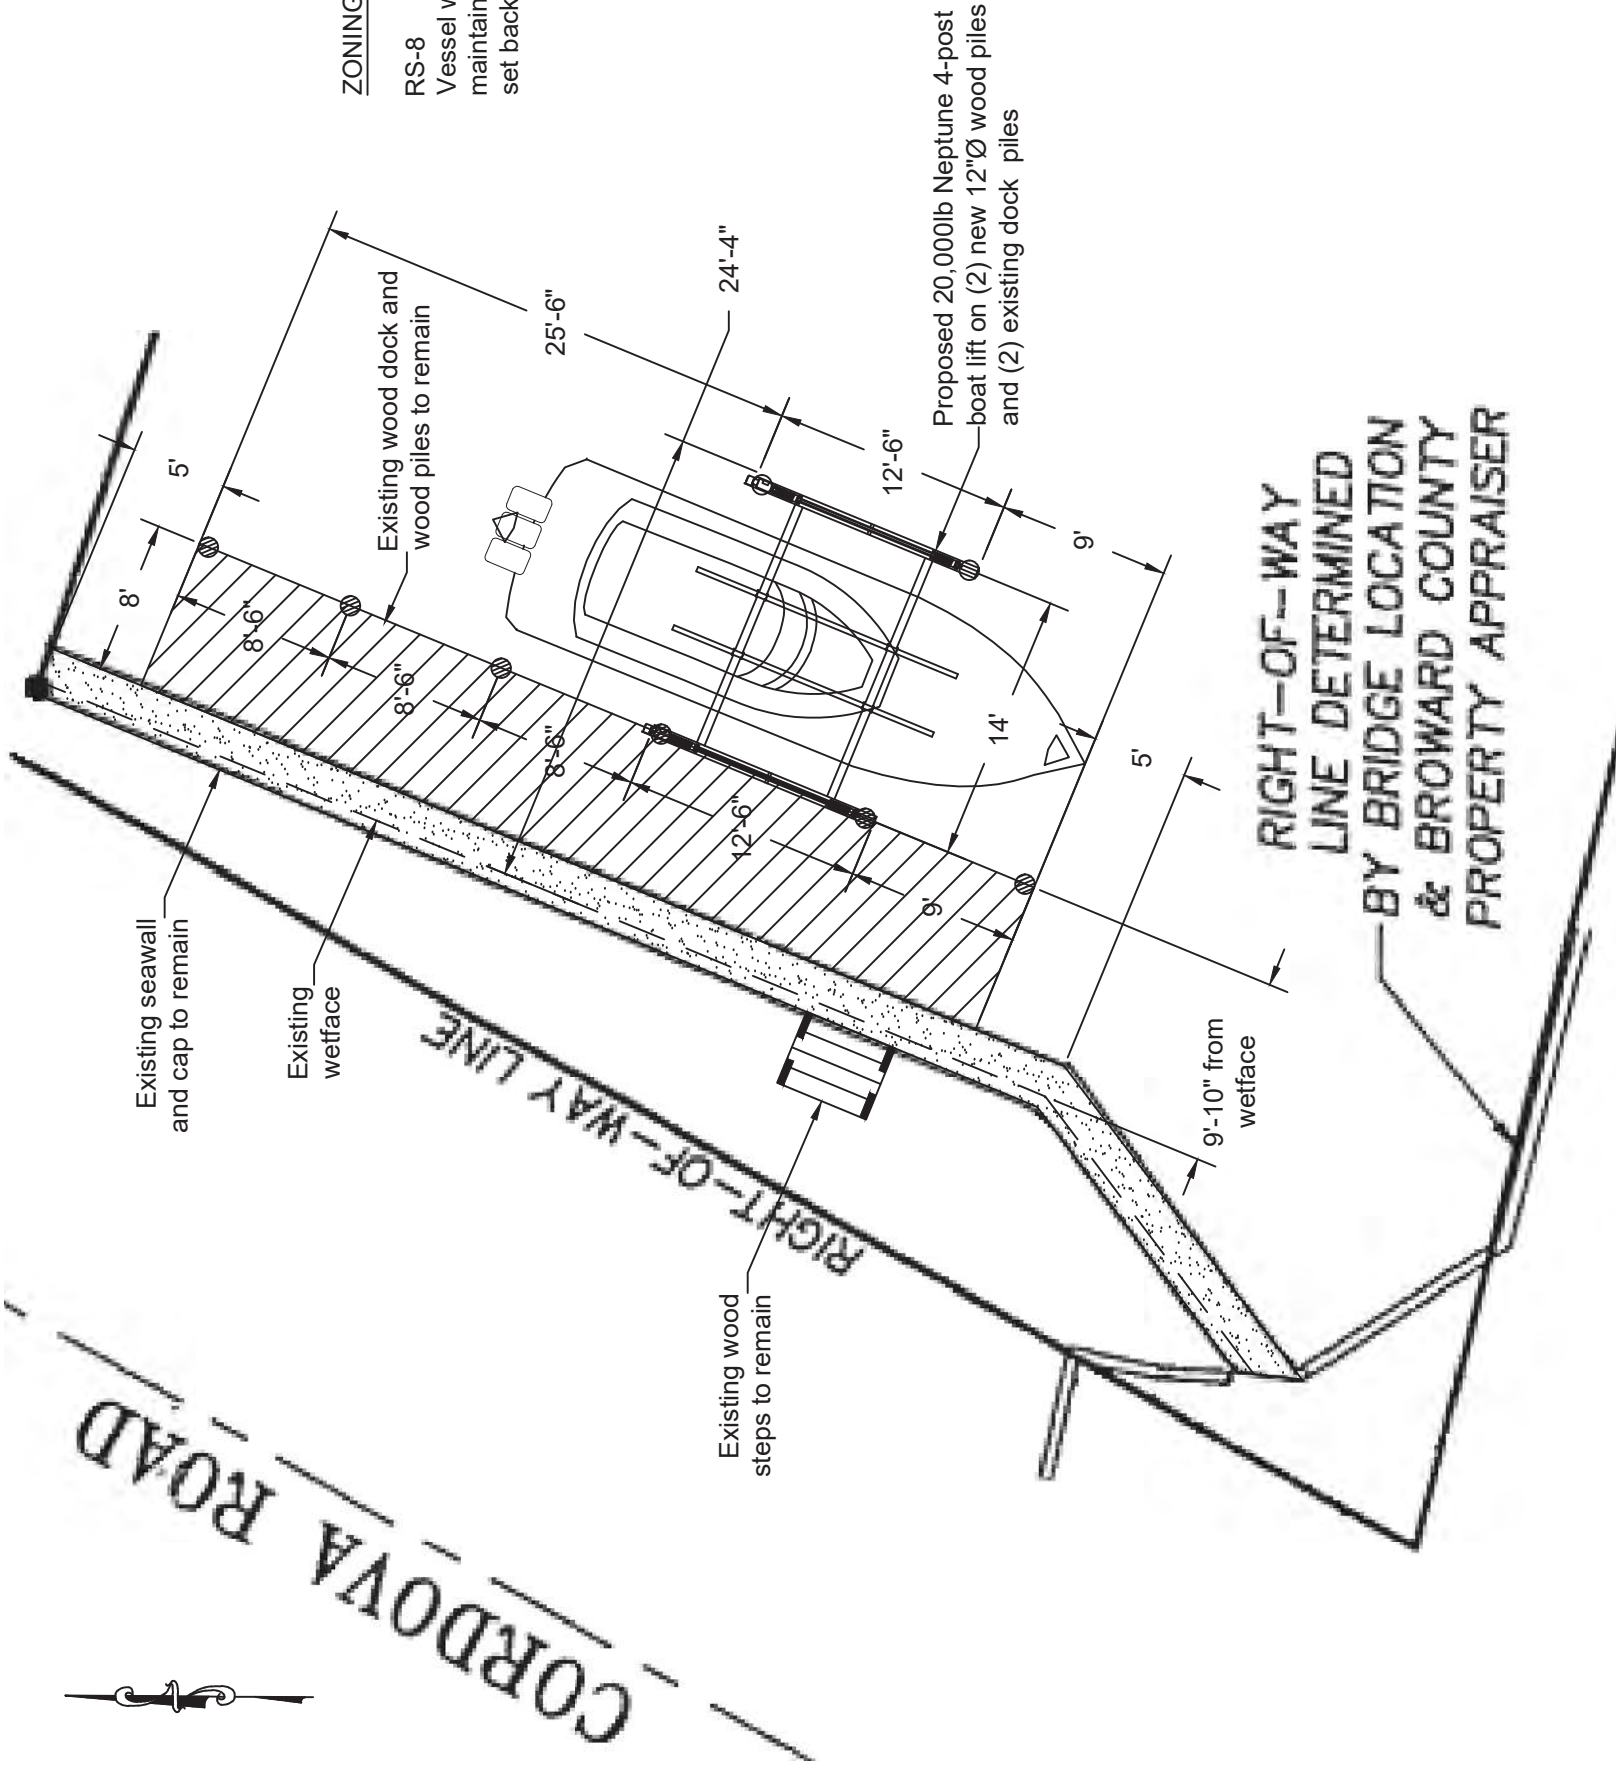 ZONING
RS-8
Vessel w
maintain
set back
Proposed 20,000lb Neptune 4-post
boat lift on (2) new 12"Ø wood piles
and (2) existing dock piles
24'-4"
25'-6"
Existing wood dock and
wood piles to remain
5'
8'
8'-6"
8'-6"
8'-6"
12'-6"
9'
12'-6"
9'
14'
5'
9'-10" from
wetface
Existing seawall
and cap to remain
Existing
wetface
RIGHT-OF-WAY LINE
Existing wood
steps to remain
RIGHT-OF-WAY
LINE DETERMINED
BY BRIDGE LOCATION
& BROWARD COUNTY
PROPERTY APPRAISER
CORDOVA ROAD